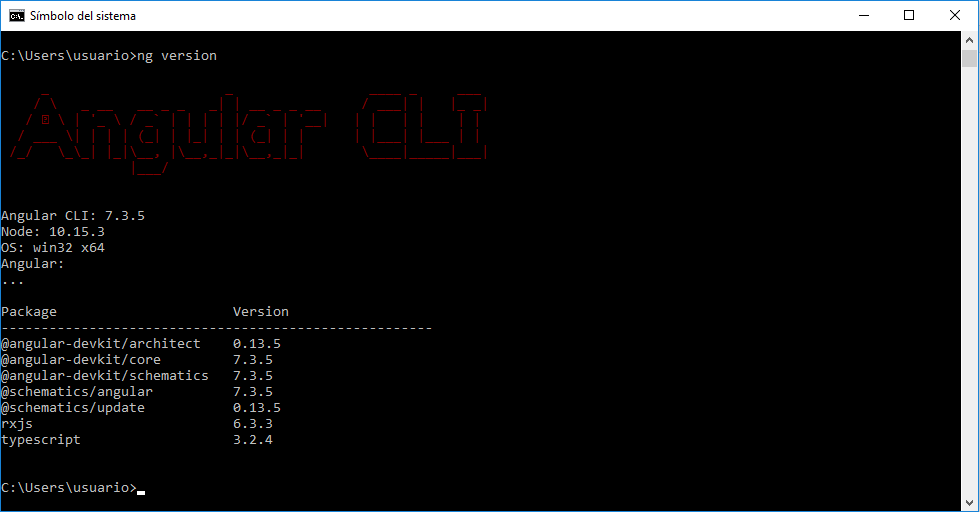 Símbolo del sistema
C:\Users\usuario>ng version
Angular CLI
Angular CLI: 7.3.5
Node: 10.15.3
OS: win32 x64
Angular:
...
Package Version
------------------------------------------------------
@angular-devkit/architect 0.13.5
@angular-devkit/core 7.3.5
@angular-devkit/schematics 7.3.5
@schematics/angular 7.3.5
@schematics/update 0.13.5
rxjs 6.3.3
typescript 3.2.4
C:\Users\usuario>